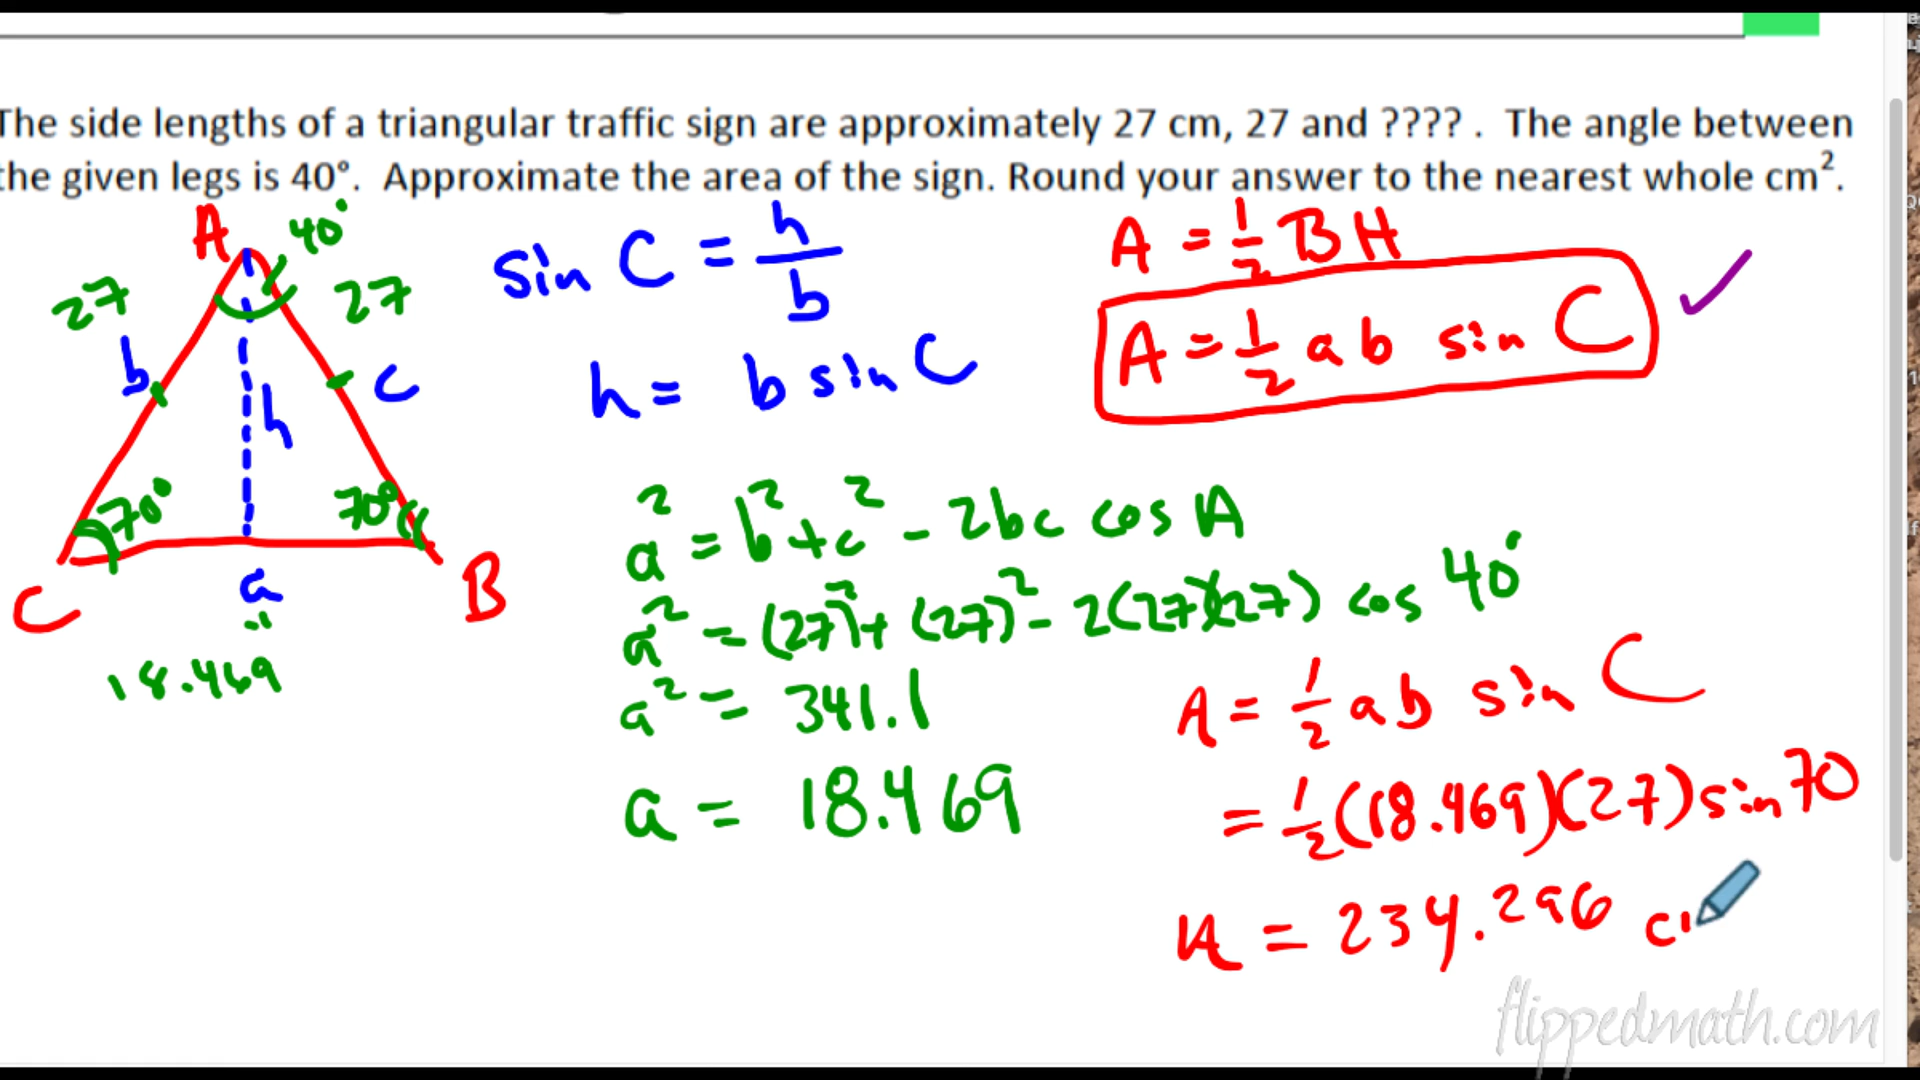 The side lengths of a triangular traffic sign are approximately 27 cm, 27 and ???? . The angle between
the given legs is 40°. Approximate the area of the sign. Round your answer to the nearest whole cm².
A 40°
27 27
b c
h
70° 70°
C a B
18.469
sin C = h/b
h = b sin C
A = 1/2 BH
A = 1/2 ab sin C ✓
a² = b² + c² - 2bc cos A
a² = (27)² + (27)² - 2(27)(27) cos 40°
a² = 341.1
a = 18.469
A = 1/2 ab sin C
= 1/2 (18.469)(27) sin 70
A = 234.296
flippedmath.com